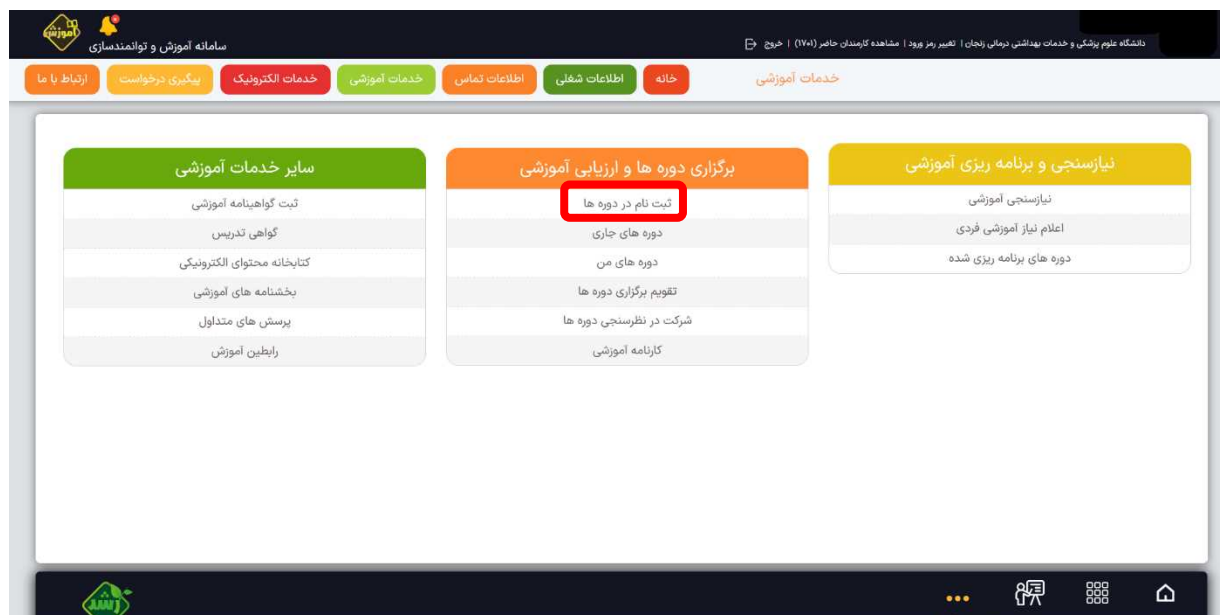 دانشگاه علوم پزشکی و خدمات بهداشتی درمانی زنجان | تغییر رمز ورود | مشاهده کارمندان حاضر (۱۷۰۱) | خروج
آموزش
سامانه آموزش و توانمندسازی
خدمات آموزشی
خانه
اطلاعات شغلی
اطلاعات تماس
خدمات آموزشی
خدمات الکترونیک
پیگیری درخواست
ارتباط با ما
نیازسنجی و برنامه ریزی آموزشی
نیازسنجی آموزشی
اعلام نیاز آموزشی فردی
دوره های برنامه ریزی شده
برگزاری دوره ها و ارزیابی آموزشی
ثبت نام در دوره ها
دوره های جاری
دوره های من
تقویم برگزاری دوره ها
شرکت در نظرسنجی دوره ها
کارنامه آموزشی
سایر خدمات آموزشی
ثبت گواهینامه آموزشی
گواهی تدریس
کتابخانه محتوای الکترونیکی
بخشنامه های آموزشی
پرسش های متداول
رابطین آموزش
رشد